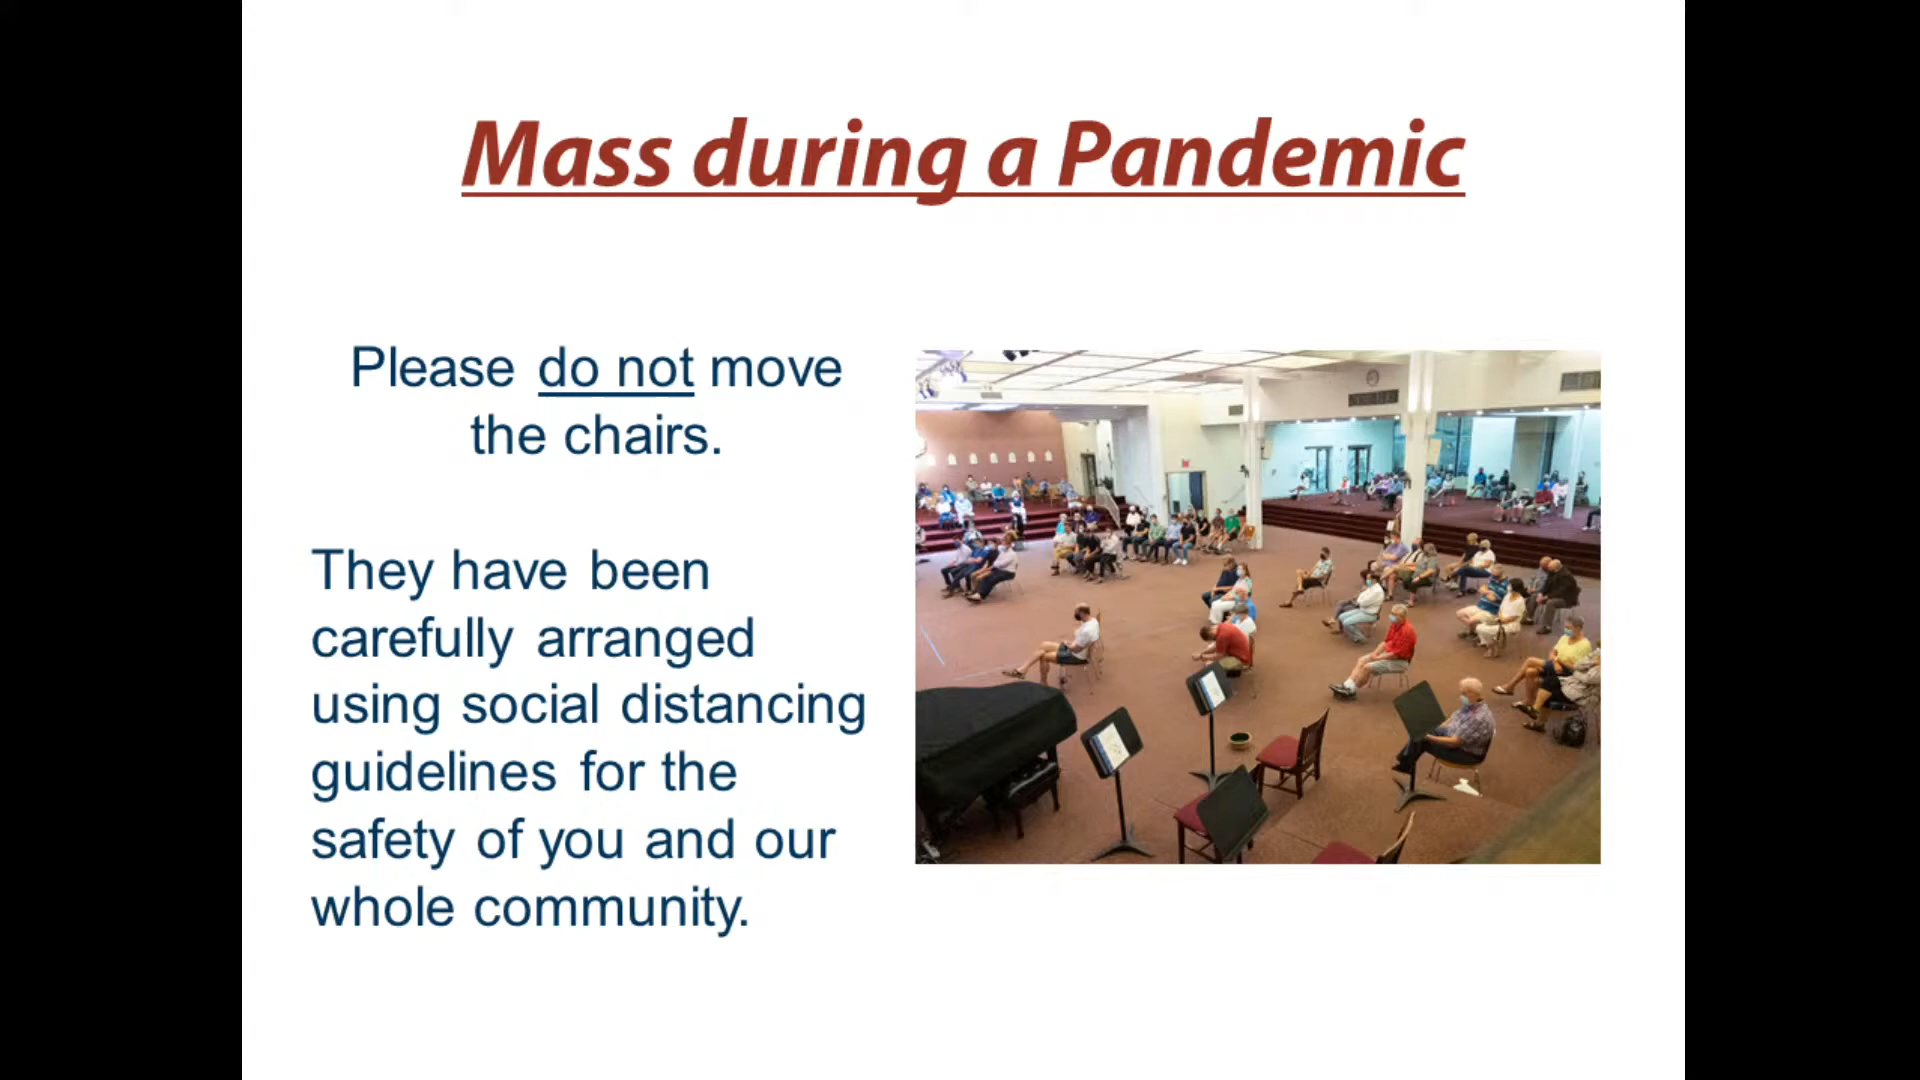 Mass during a Pandemic
Please do not move
the chairs.
They have been
carefully arranged
using social distancing
guidelines for the
safety of you and our
whole community.